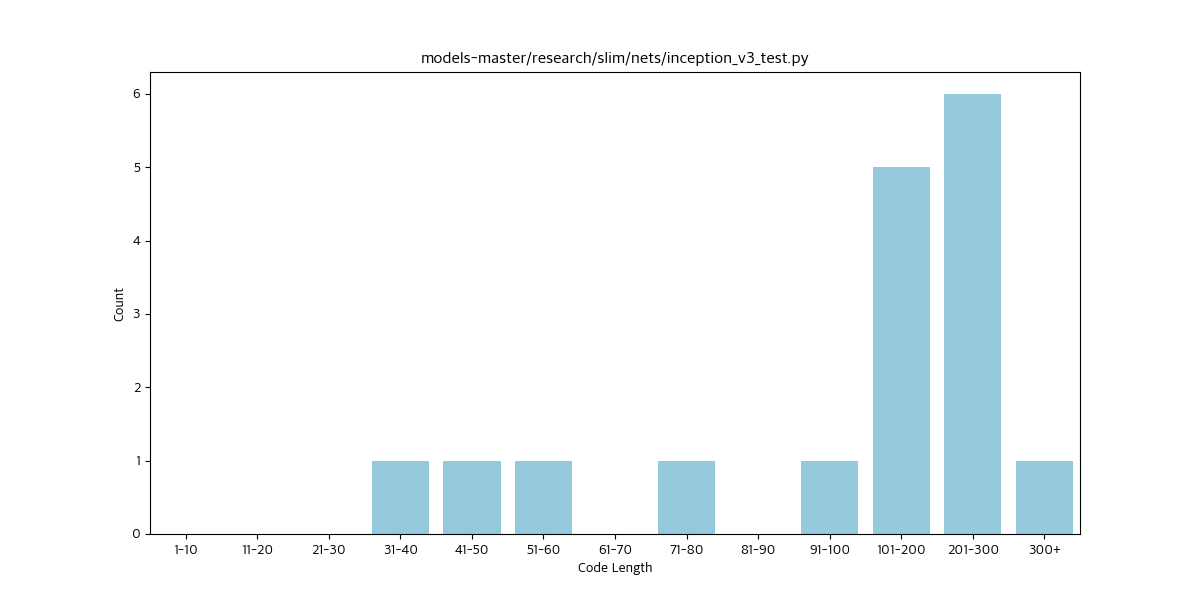 models-master/research/slim/nets/inception_v3_test.py
6
5
4
3
2
1
0
Count
1-10 11-20 21-30 31-40 41-50 51-60 61-70 71-80 81-90 91-100 101-200 201-300 300+
Code Length